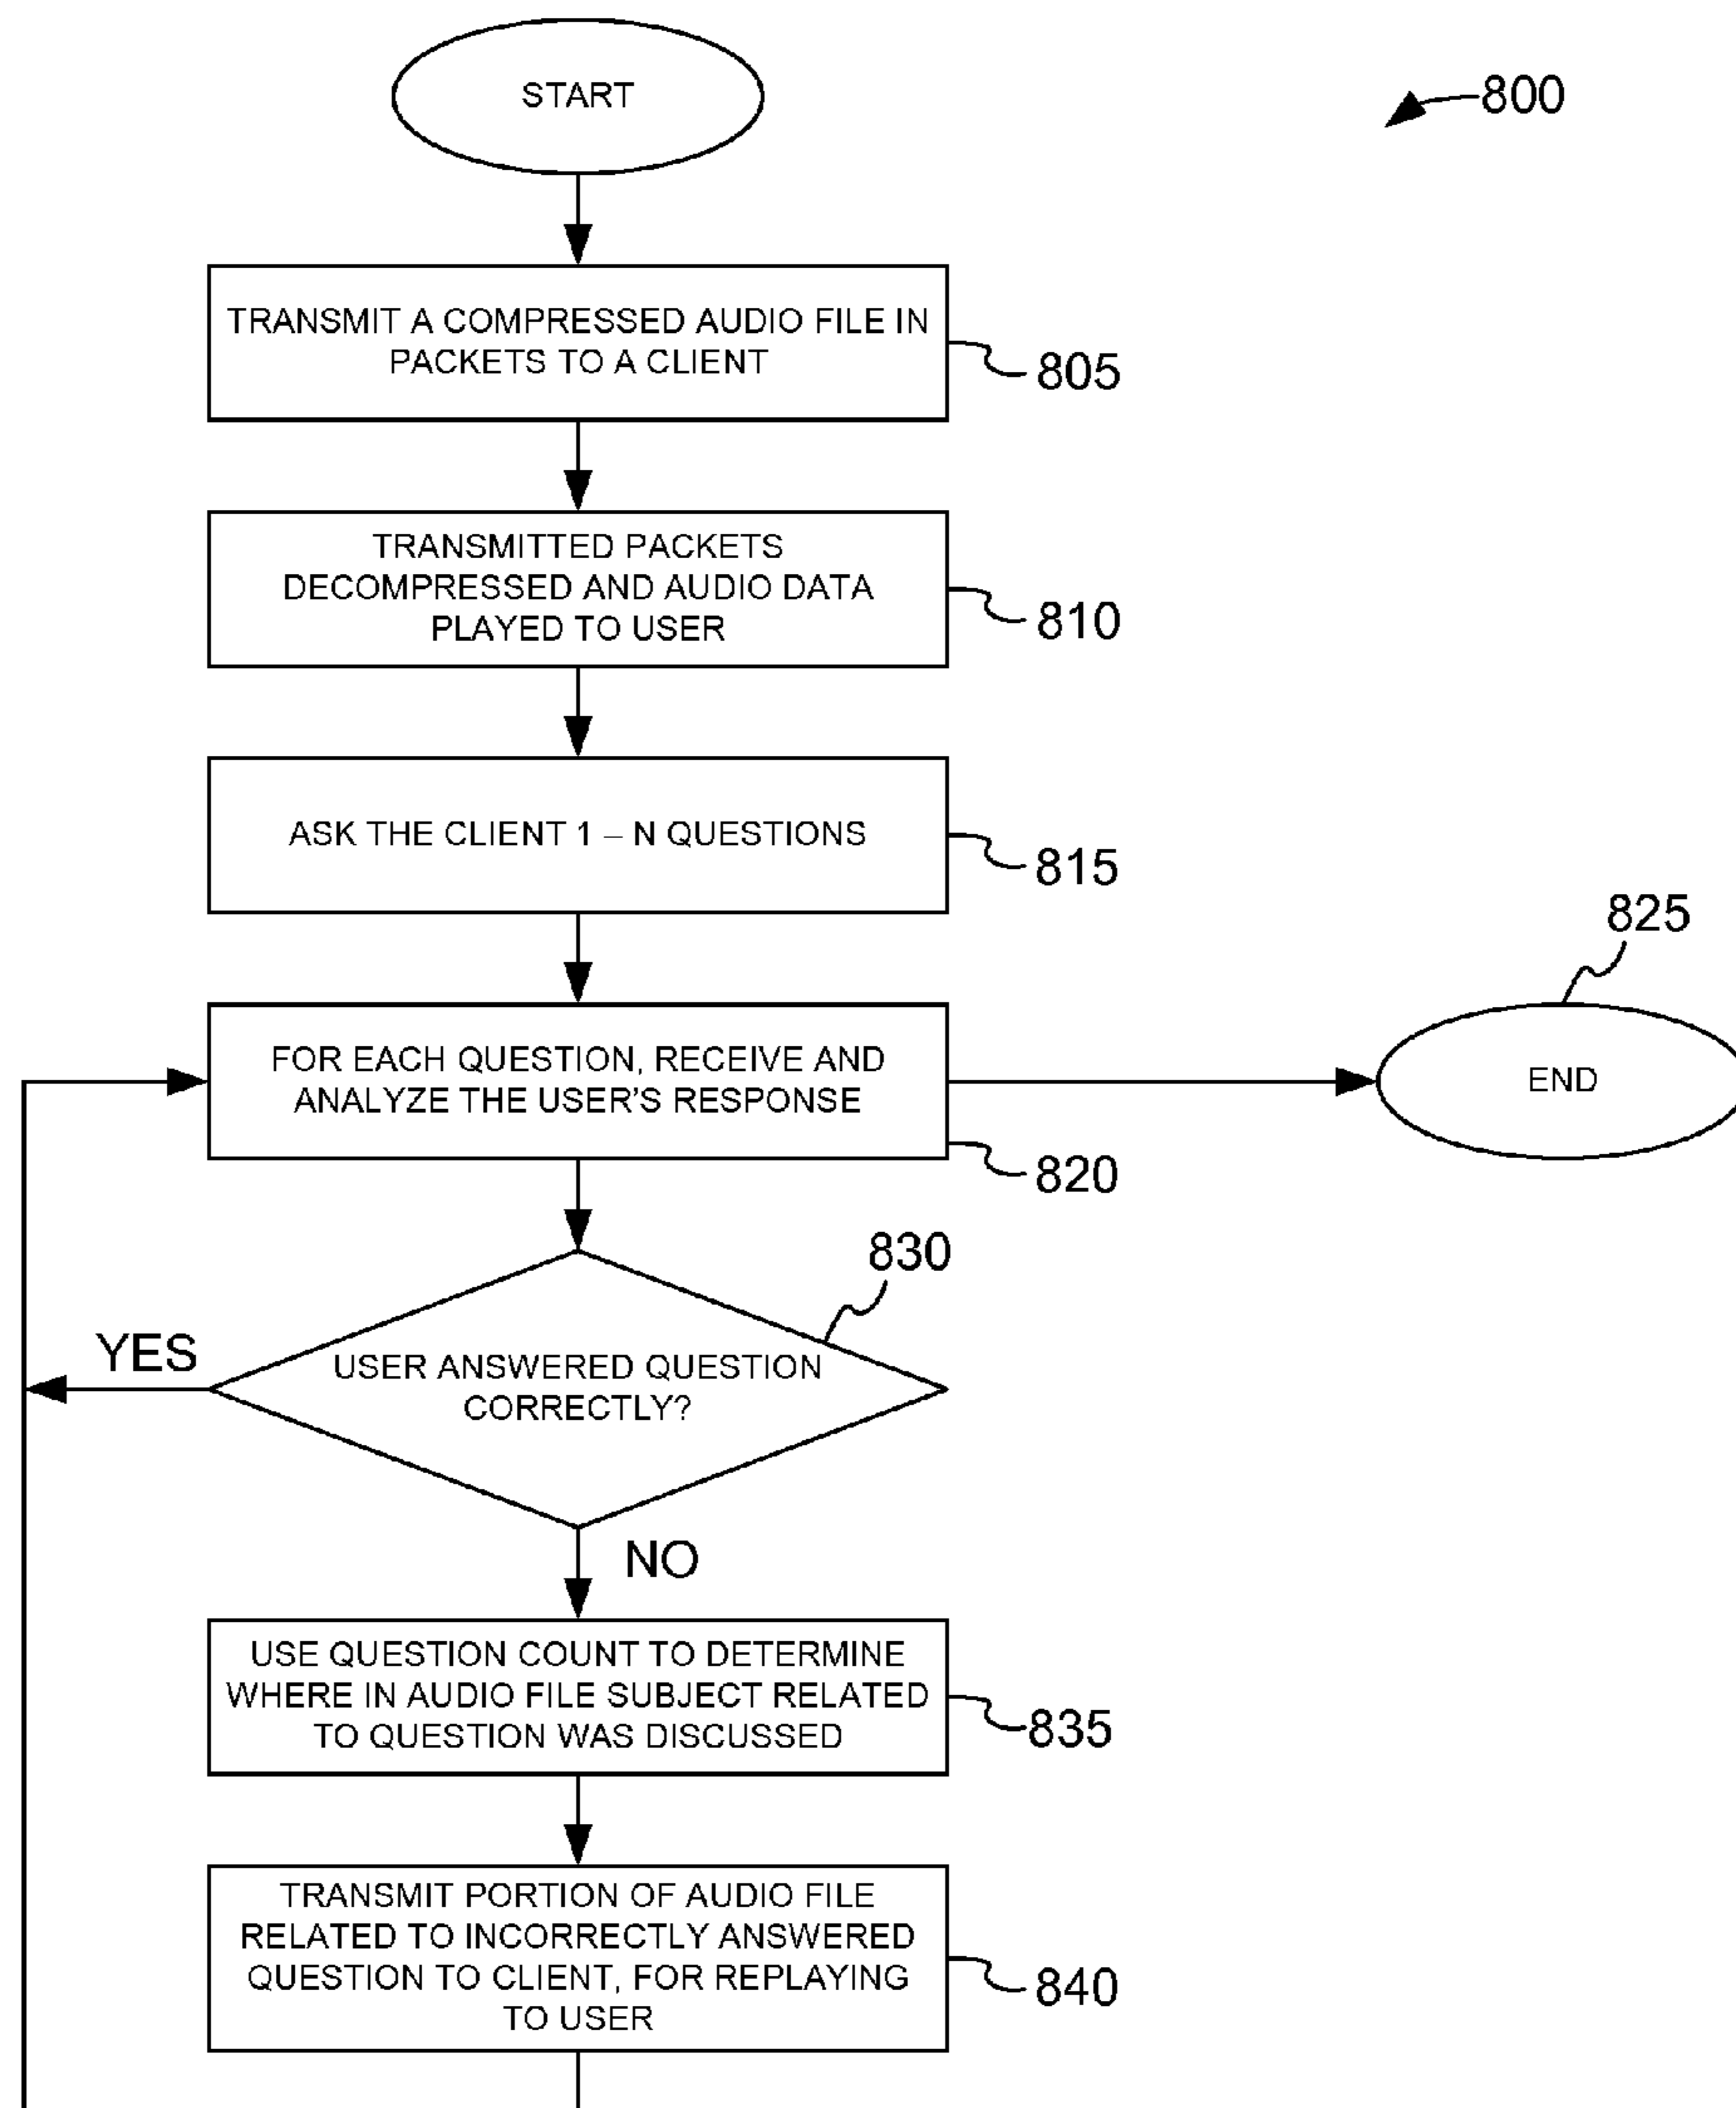 START
800
TRANSMIT A COMPRESSED AUDIO FILE IN
PACKETS TO A CLIENT
805
TRANSMITTED PACKETS
DECOMPRESSED AND AUDIO DATA
PLAYED TO USER
810
ASK THE CLIENT 1 – N QUESTIONS
815
825
FOR EACH QUESTION, RECEIVE AND
ANALYZE THE USER'S RESPONSE
END
820
830
YES
USER ANSWERED QUESTION
CORRECTLY?
NO
USE QUESTION COUNT TO DETERMINE
WHERE IN AUDIO FILE SUBJECT RELATED
TO QUESTION WAS DISCUSSED
835
TRANSMIT PORTION OF AUDIO FILE
RELATED TO INCORRECTLY ANSWERED
QUESTION TO CLIENT, FOR REPLAYING
TO USER
840